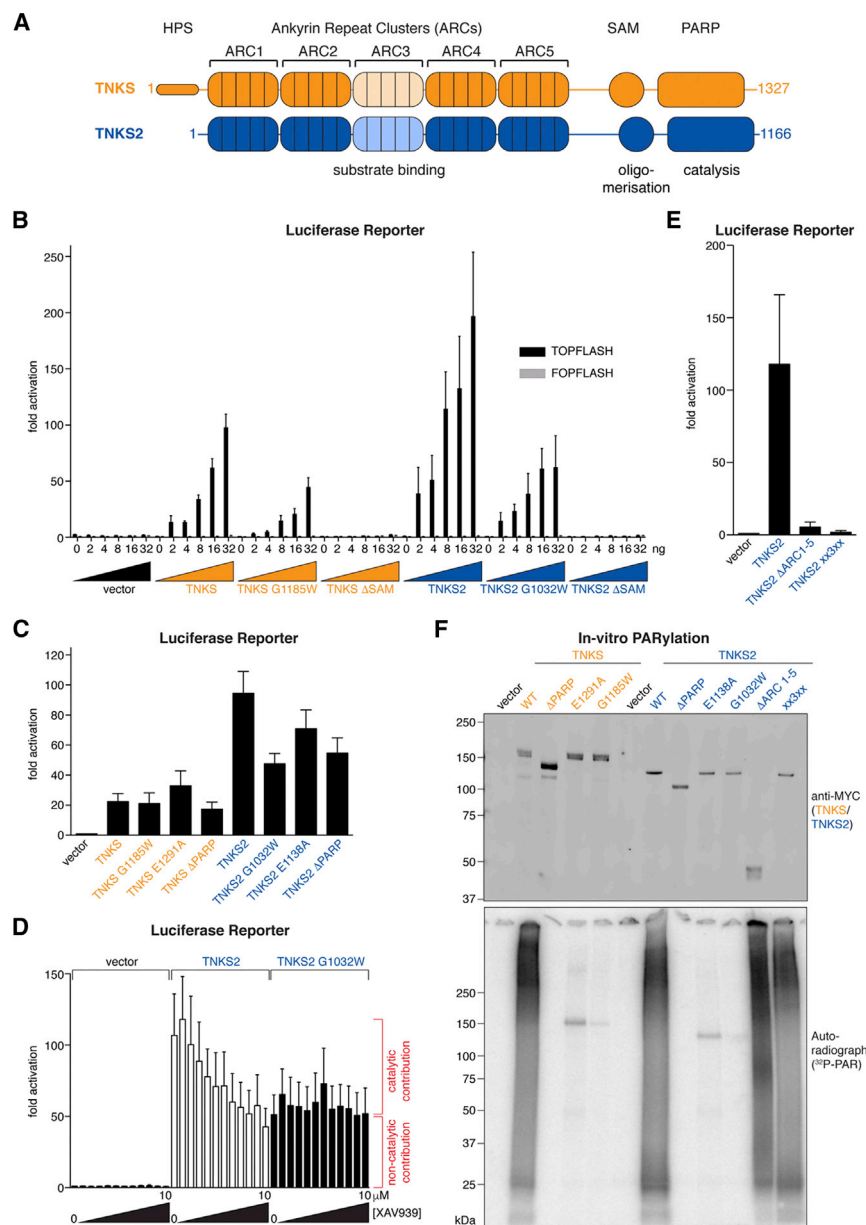 A
HPS Ankyrin Repeat Clusters (ARCs) SAM PARP
ARC1 ARC2 ARC3 ARC4 ARC5
TNKS 1 1327
TNKS2 1 1166
substrate binding oligo- catalysis
merisation
B
Luciferase Reporter
fold activation
250
200
150
100
50
0
TOPFLASH
FOPFLASH
0 2 4 8 16 32 0 2 4 8 16 32 0 2 4 8 16 32 0 2 4 8 16 32 0 2 4 8 16 32 0 2 4 8 16 32 0 2 4 8 16 32 ng
vector TNKS TNKS G1185W TNKS ΔSAM TNKS2 TNKS2 G1032W TNKS2 ΔSAM
E
Luciferase Reporter
fold activation
200
150
100
50
0
vector
TNKS2
TNKS2 ΔARC1-5
TNKS2 xx3xx
C
Luciferase Reporter
fold activation
120
100
80
60
40
20
0
vector
TNKS
TNKS G1185W
TNKS E1291A
TNKS ΔPARP
TNKS2
TNKS2 G1032W
TNKS2 E1138A
TNKS2 ΔPARP
D
Luciferase Reporter
vector TNKS2 TNKS2 G1032W
fold activation
150
100
50
0
catalytic
contribution
non-catalytic
contribution
10 10 10 μM
0 0 0 [XAV939]
F
In-vitro PARylation
TNKS TNKS2
vector
WT
ΔPARP
E1291A
G1185W
vector
WT
ΔPARP
E1138A
G1032W
ΔARC 1-5
xx3xx
250
150
100
50
37
anti-MYC
(TNKS/
TNKS2)
250
150
100
75
50
37
25
kDa
Auto-
radiograph
(³²P-PAR)